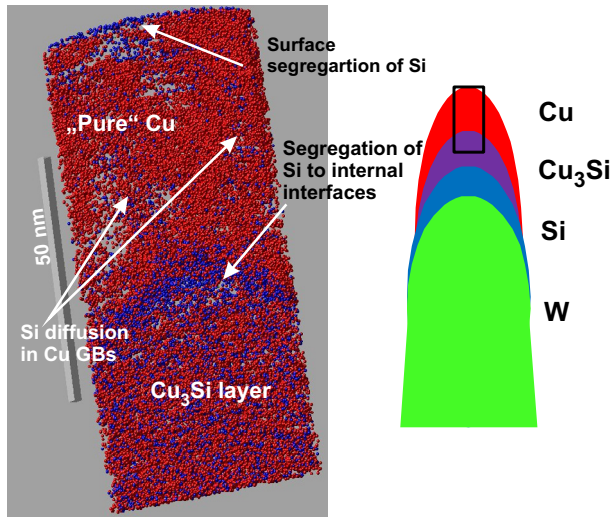 Surface
segregartion of Si
„Pure“ Cu
Segregation of
Si to internal
interfaces
50 nm
Si diffusion
in Cu GBs
Cu₃Si layer
Cu
Cu₃Si
Si
W